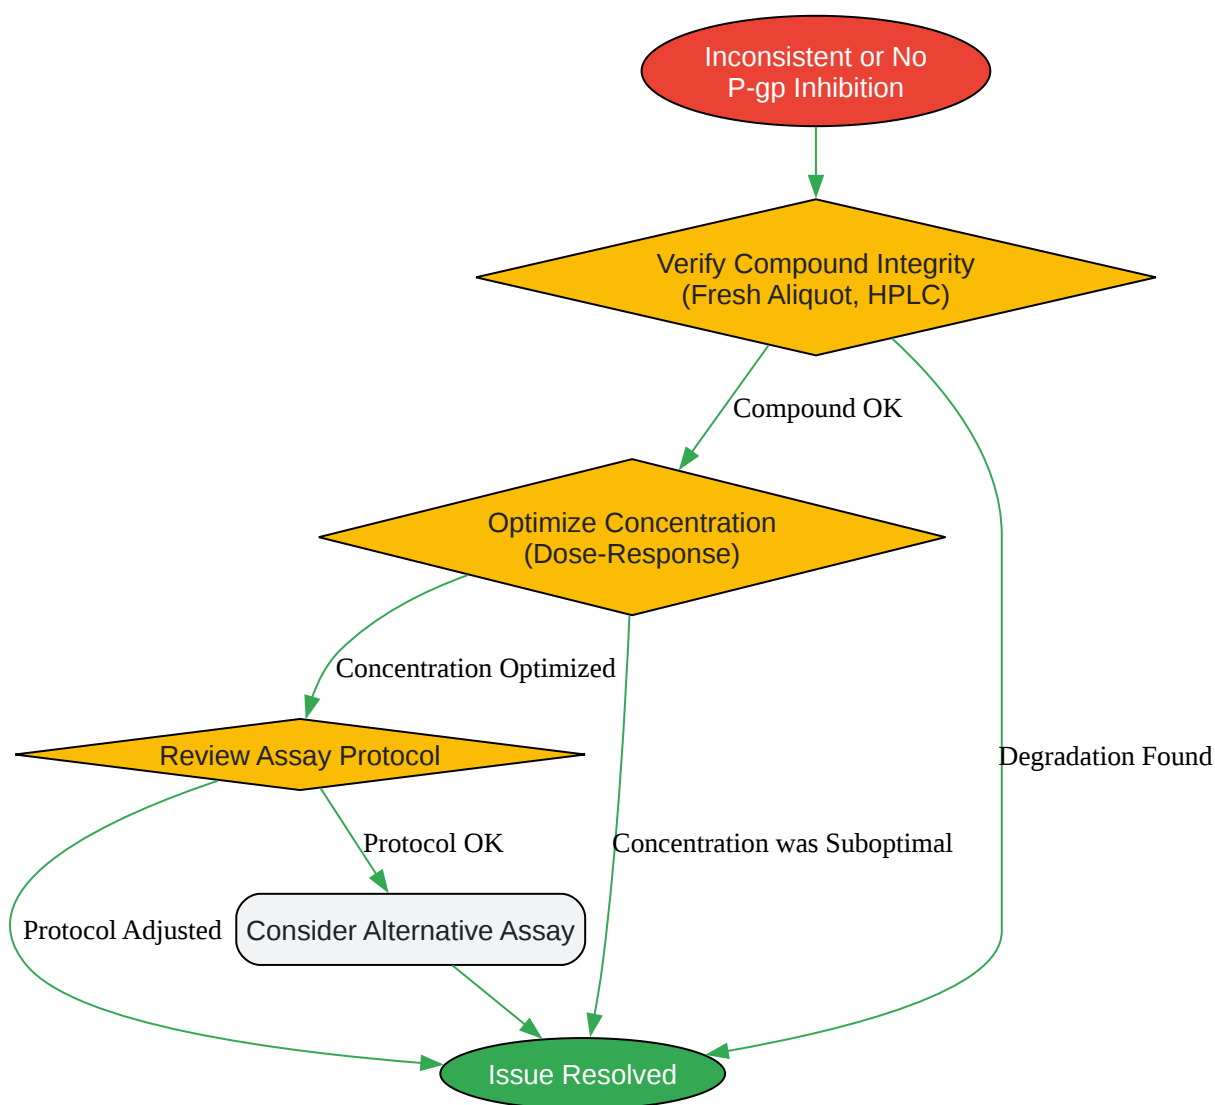 Inconsistent or No
P-gp Inhibition
Verify Compound Integrity
(Fresh Aliquot, HPLC)
Compound OK
Optimize Concentration
(Dose-Response)
Concentration Optimized
Review Assay Protocol
Degradation Found
Protocol OK
Concentration was Suboptimal
Protocol Adjusted
Consider Alternative Assay
Issue Resolved